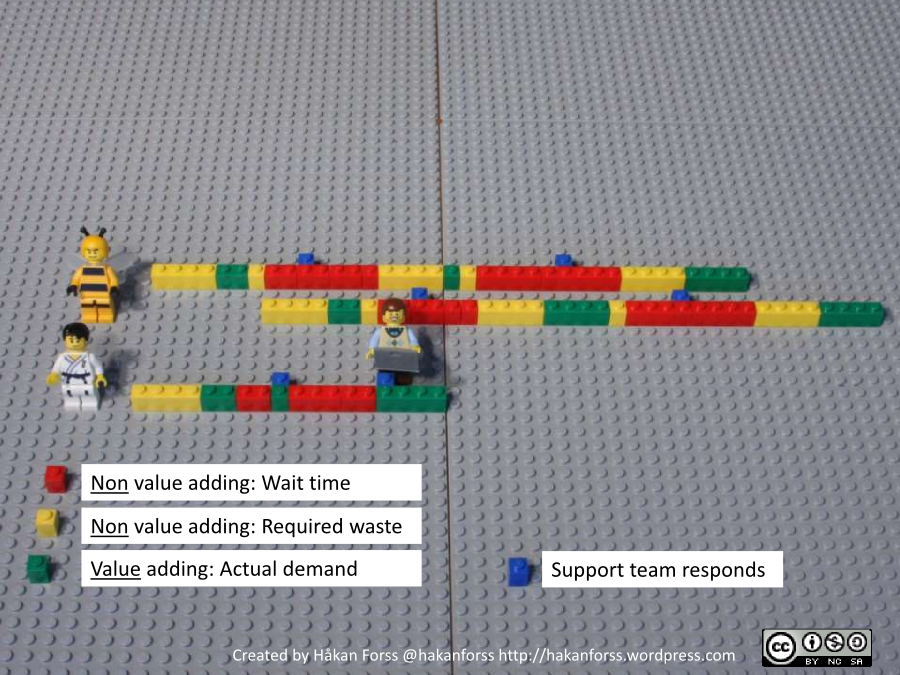 Non value adding: Wait time
Non value adding: Required waste
Value adding: Actual demand
Support team responds
Created by Håkan Forss @hakanforss http://hakanforss.wordpress.com
cc
BY NC SA